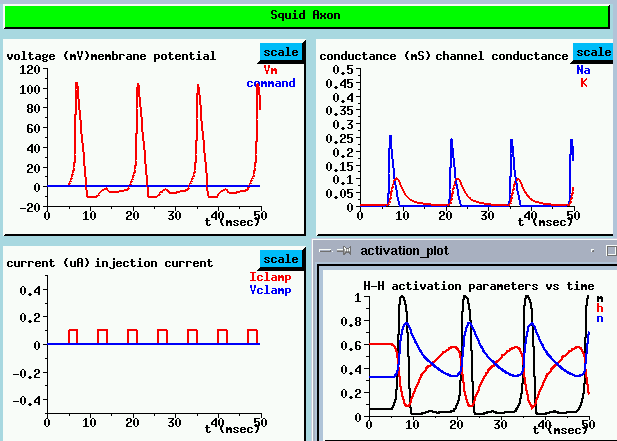 Squid Axon
scale
voltage (mV)membrane potential
Vm
command
120
100
80
60
40
20
0
-20
0 10 20 30 40 50
t (msec)
scale
conductance (mS) channel conductance
Na
K
0.5
0.45
0.4
0.35
0.3
0.25
0.2
0.15
0.1
0.05
0
0 10 20 30 40 50
t (msec)
scale
current (uA) injection current
Iclamp
Vclamp
0.4
0.2
0
-0.2
-0.4
0 10 20 30 40 50
t (msec)
activation_plot
H-H activation parameters vs time
m
h
n
1
0.8
0.6
0.4
0.2
0
0 10 20 30 40 50
t (msec)